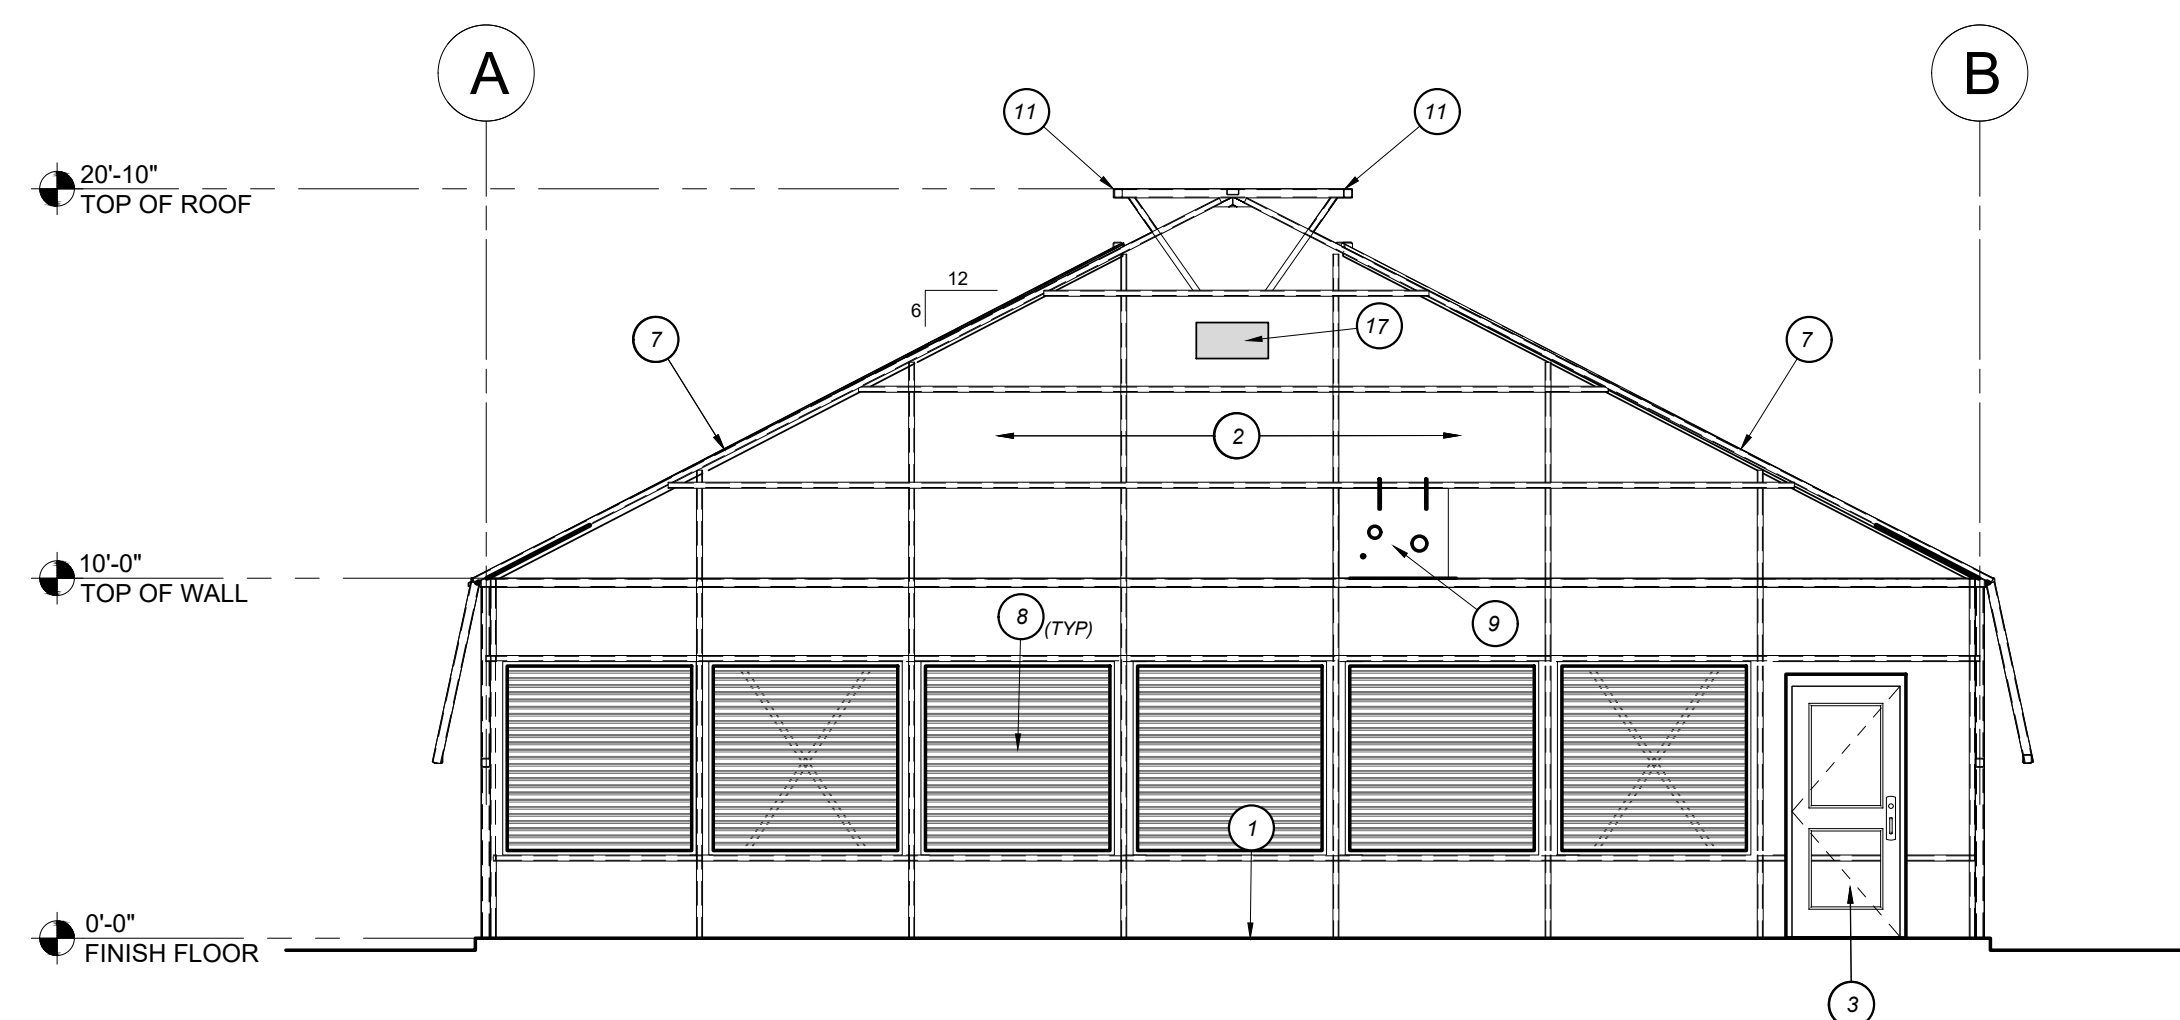 A
B
11
11
20'-10"
TOP OF ROOF
12
6
17
7
7
2
10'-0"
TOP OF WALL
8 (TYP)
9
1
0'-0"
FINISH FLOOR
3